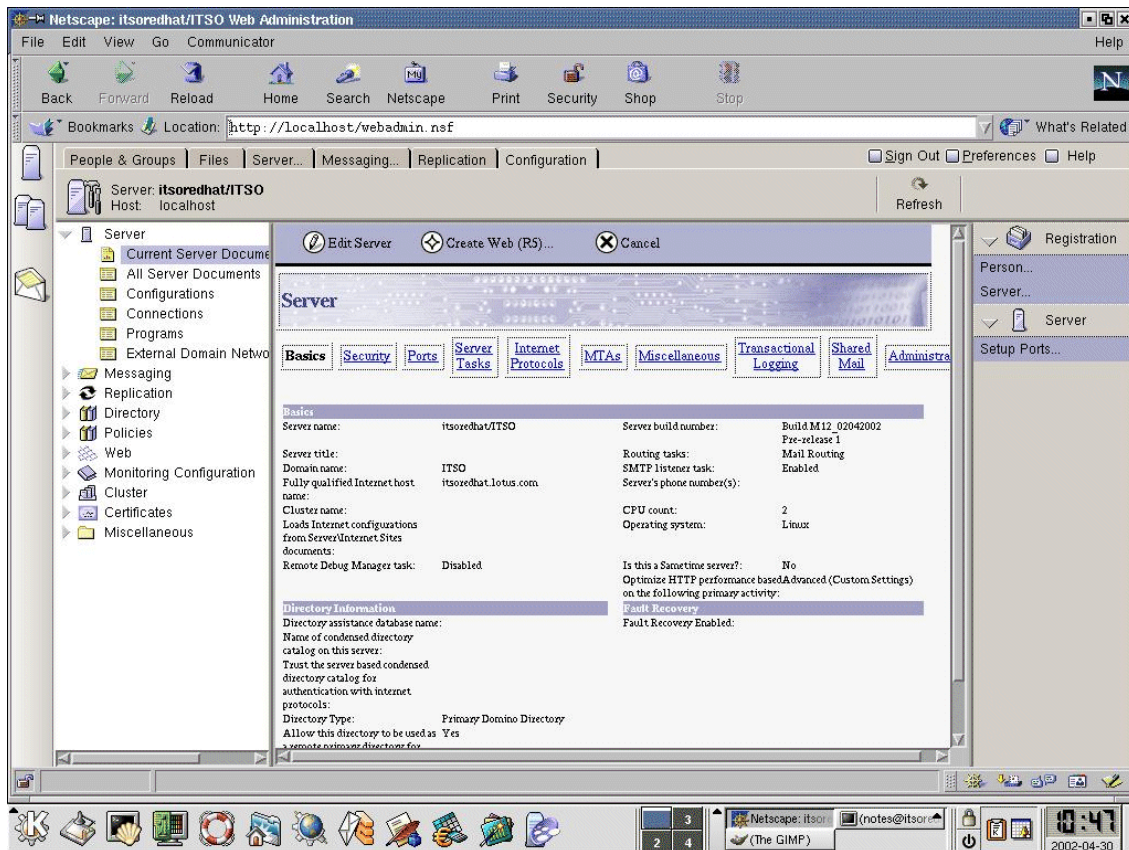 Netscape: itsoredhat/ITSO Web Administration
File Edit View Go Communicator Help
Back Forward Reload Home Search Netscape Print Security Shop Stop
My
N
Bookmarks Location: http://localhost/webadmin.nsf What's Related
People & Groups Files Server... Messaging... Replication Configuration Sign Out Preferences Help
Server: itsoredhat/ITSO
Host: localhost
Refresh
Server
Current Server Docume
All Server Documents
Configurations
Connections
Programs
External Domain Netwo
Messaging
Replication
Directory
Policies
Web
Monitoring Configuration
Cluster
Certificates
Miscellaneous
Edit Server Create Web (R5)... Cancel
Server
Basics Security Ports Server Tasks Internet Protocols MTAs Miscellaneous Transactional Logging Shared Mail Administra
Basics
Server name: itsoredhat/ITSO Server build number: Build M12_02042002
Pre-release 1
Server title: Routing tasks: Mail Routing
Domain name: ITSO SMTP listener task: Enabled
Fully qualified Internet host itsoredhat.lotus.com Server's phone number(s):
name:
Cluster name: CPU count: 2
Loads Internet configurations Operating system: Linux
from Server\Internet Sites
documents:
Remote Debug Manager task: Disabled Is this a Sametime server?: No
Optimize HTTP performance based Advanced (Custom Settings)
on the following primary activity:
Directory Information Fault Recovery
Directory assistance database name: Fault Recovery Enabled:
Name of condensed directory
catalog on this server:
Trust the server based condensed
directory catalog for
authentication with internet
protocols:
Directory Type: Primary Domino Directory
Allow this directory to be used as Yes
a remote primary directory for
Registration
Person...
Server...
Server
Setup Ports...
3
2 4
Netscape: itsore (notes@itsore
(The GIMP)
10:47
2002-04-30